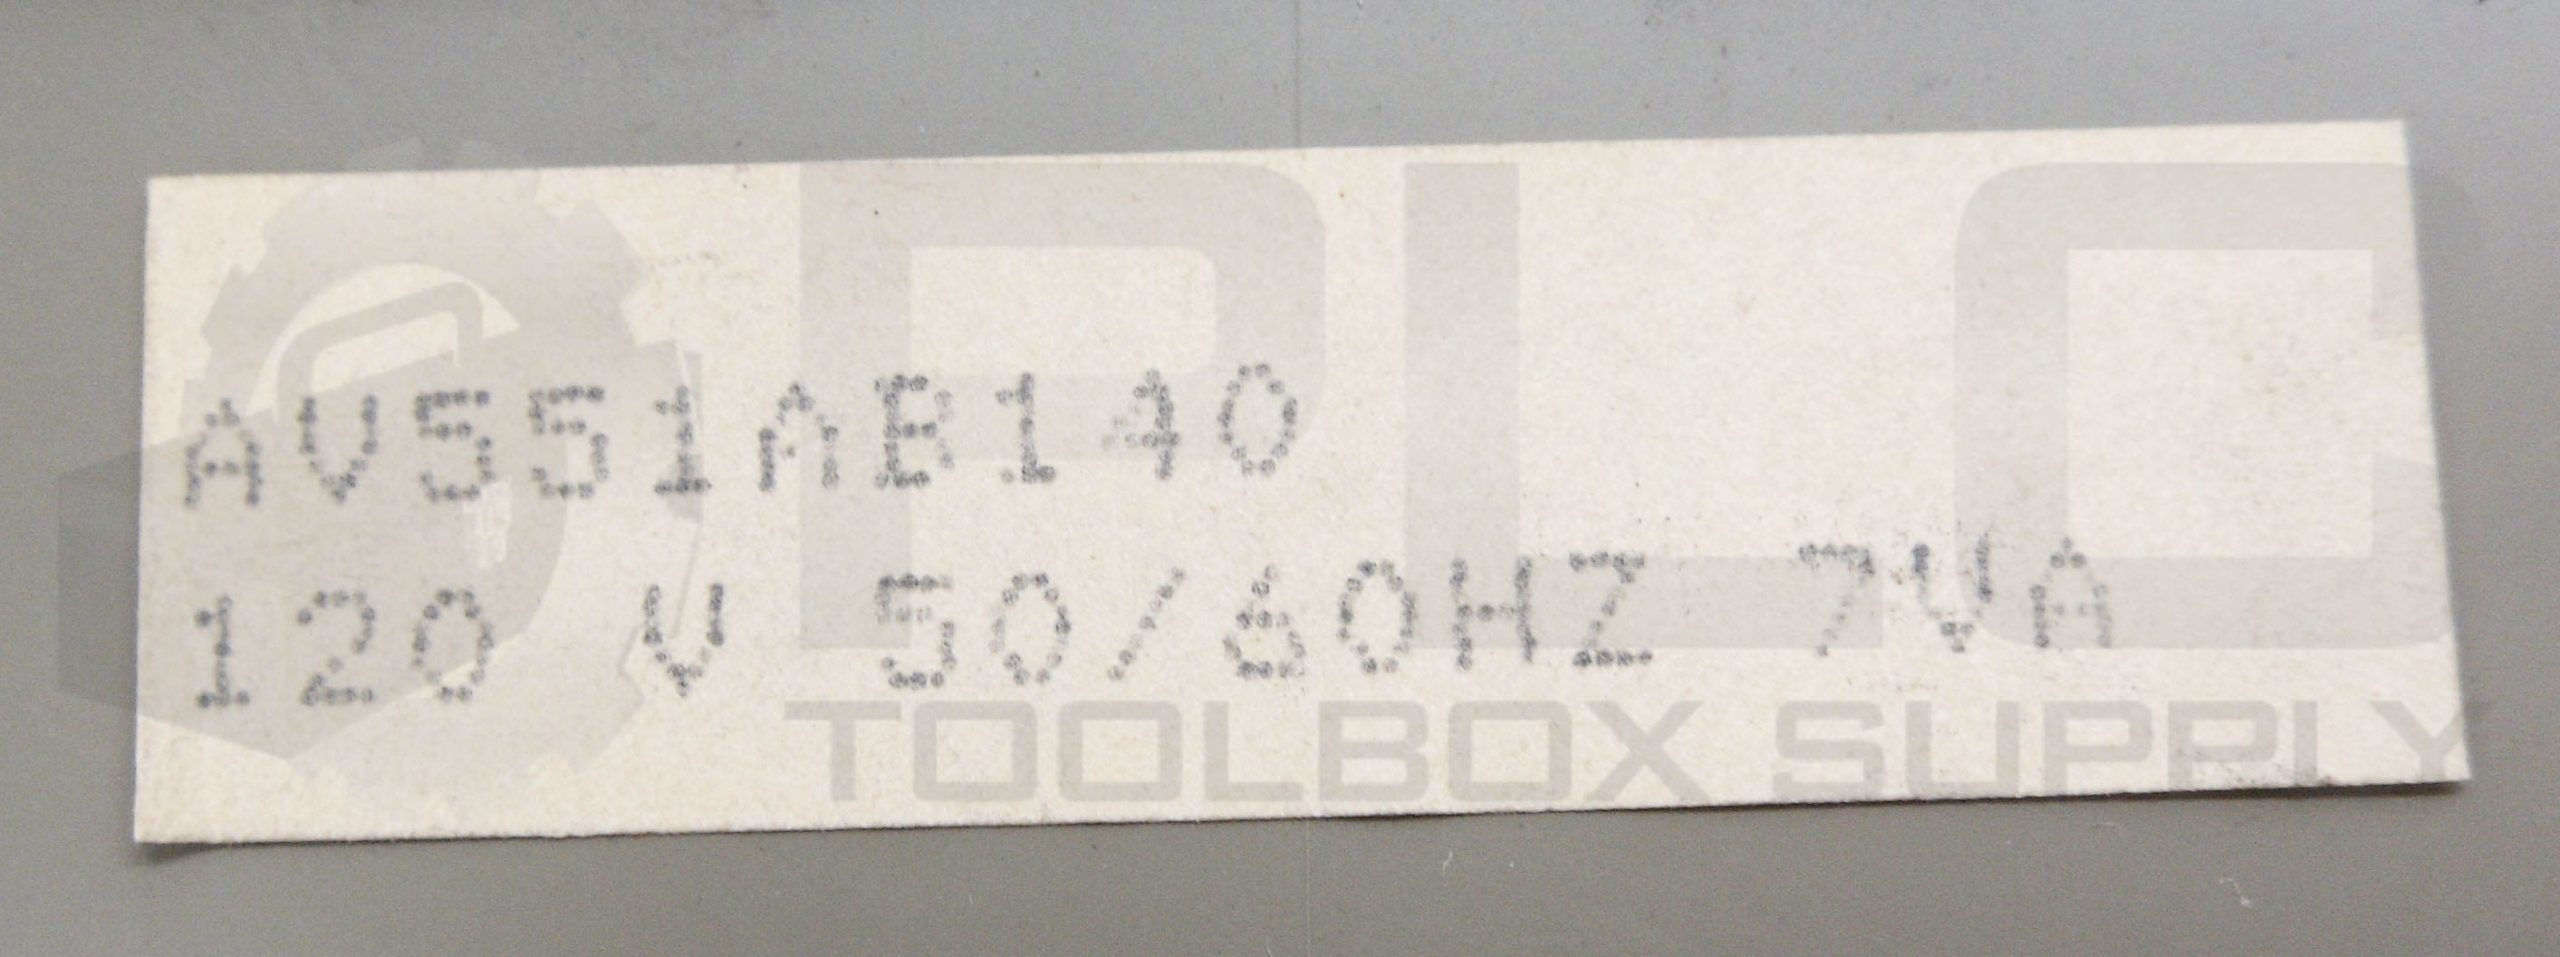 AV551AB140
120 V 50/60HZ 7VA
PLC
TOOLBOX SUPPLY